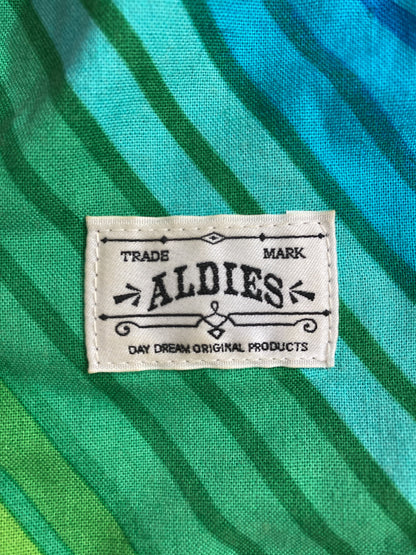 TRADE MARK
ALDIES
DAY DREAM ORIGINAL PRODUCTS